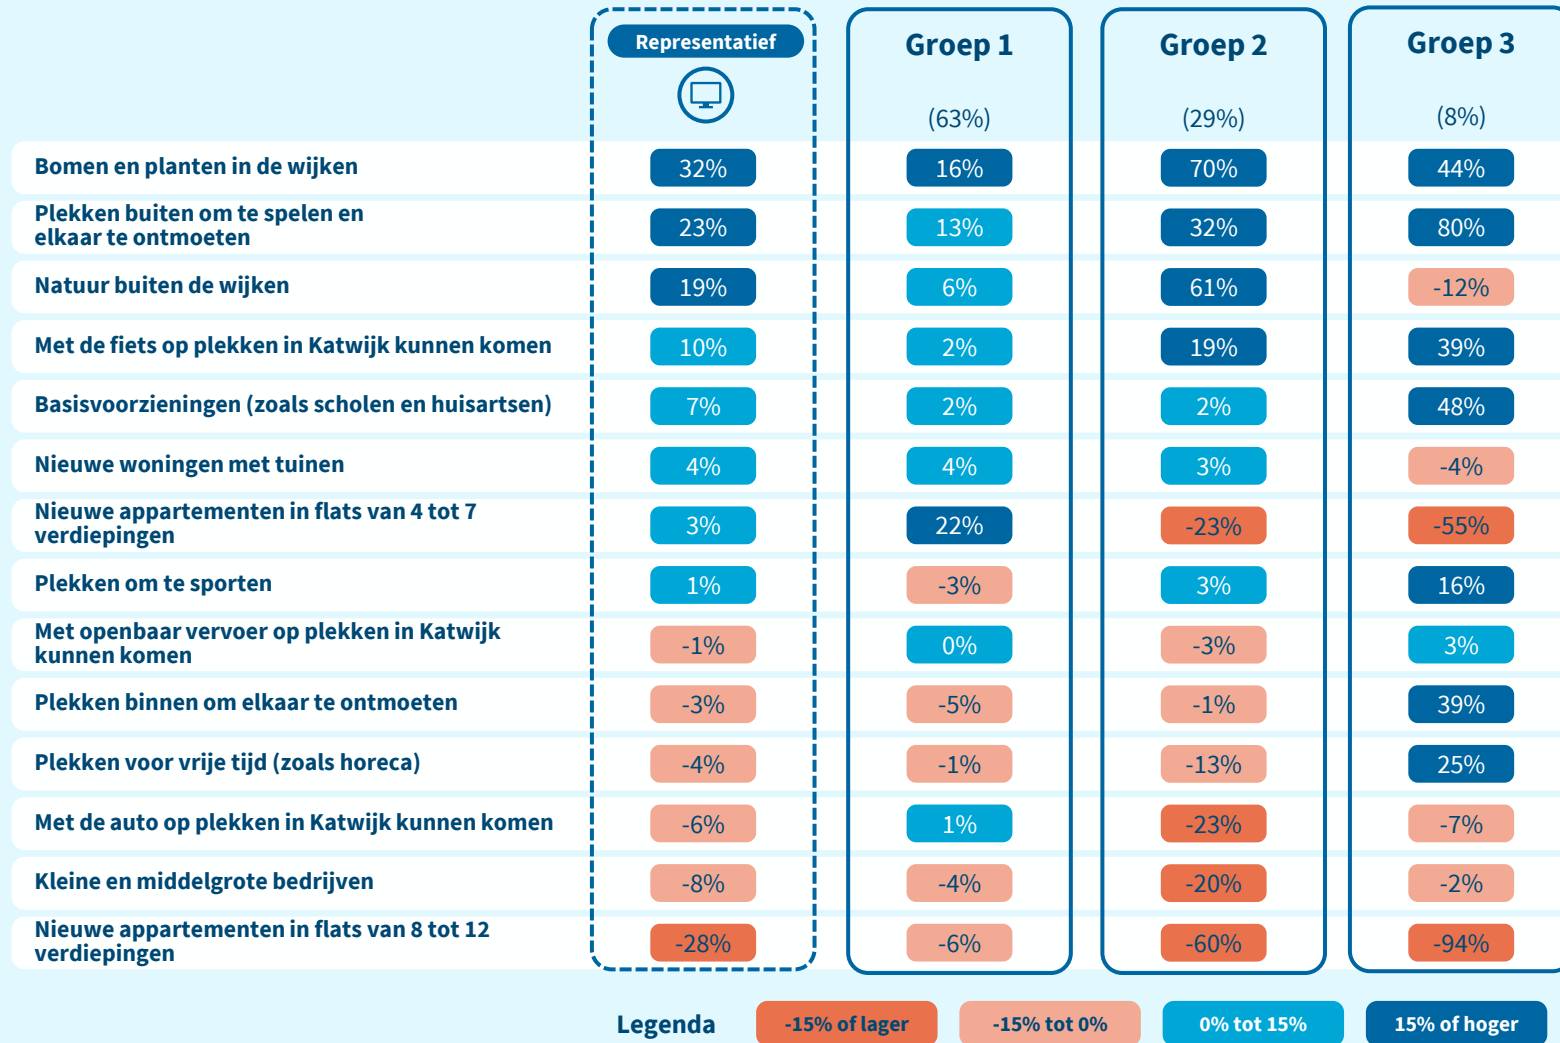 Representatief Groep 1 Groep 2 Groep 3
(63%) (29%) (8%)
Bomen en planten in de wijken 32% 16% 70% 44%
Plekken buiten om te spelen en
elkaar te ontmoeten 23% 13% 32% 80%
Natuur buiten de wijken 19% 6% 61% -12%
Met de fiets op plekken in Katwijk kunnen komen 10% 2% 19% 39%
Basisvoorzieningen (zoals scholen en huisartsen) 7% 2% 2% 48%
Nieuwe woningen met tuinen 4% 4% 3% -4%
Nieuwe appartementen in flats van 4 tot 7
verdiepingen 3% 22% -23% -55%
Plekken om te sporten 1% -3% 3% 16%
Met openbaar vervoer op plekken in Katwijk
kunnen komen -1% 0% -3% 3%
Plekken binnen om elkaar te ontmoeten -3% -5% -1% 39%
Plekken voor vrije tijd (zoals horeca) -4% -1% -13% 25%
Met de auto op plekken in Katwijk kunnen komen -6% 1% -23% -7%
Kleine en middelgrote bedrijven -8% -4% -20% -2%
Nieuwe appartementen in flats van 8 tot 12
verdiepingen -28% -6% -60% -94%
Legenda -15% of lager -15% tot 0% 0% tot 15% 15% of hoger